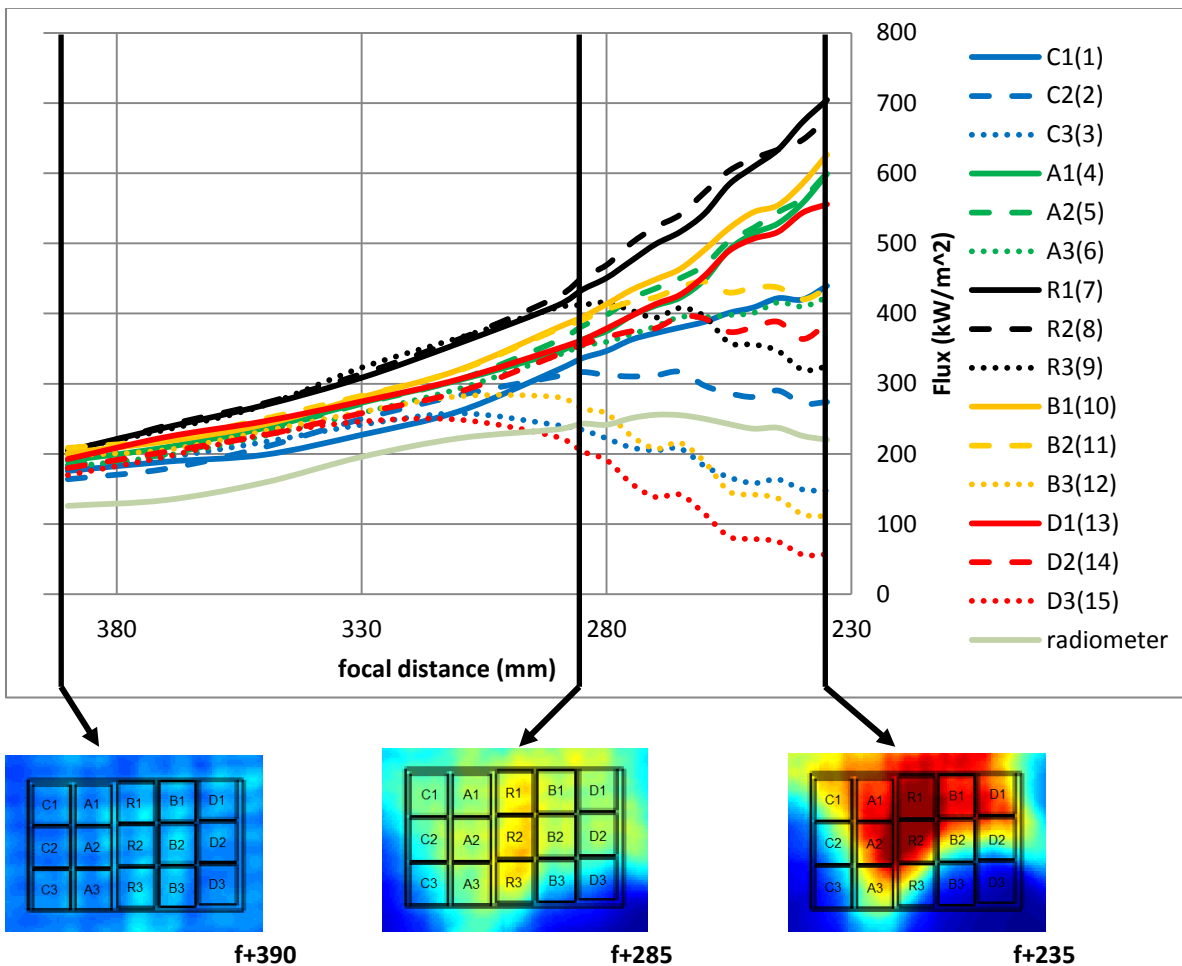 800
700
600
500
400
300
200
100
0
Flux (kW/m^2)
380
330
280
230
focal distance (mm)
C1(1)
C2(2)
C3(3)
A1(4)
A2(5)
A3(6)
R1(7)
R2(8)
R3(9)
B1(10)
B2(11)
B3(12)
D1(13)
D2(14)
D3(15)
radiometer
C1 A1 R1 B1 D1
C2 A2 R2 B2 D2
C3 A3 R3 B3 D3
f+390
C1 A1 R1 B1 D1
C2 A2 R2 B2 D2
C3 A3 R3 B3 D3
f+285
C1 A1 R1 B1 D1
C2 A2 R2 B2 D2
C3 A3 R3 B3 D3
f+235